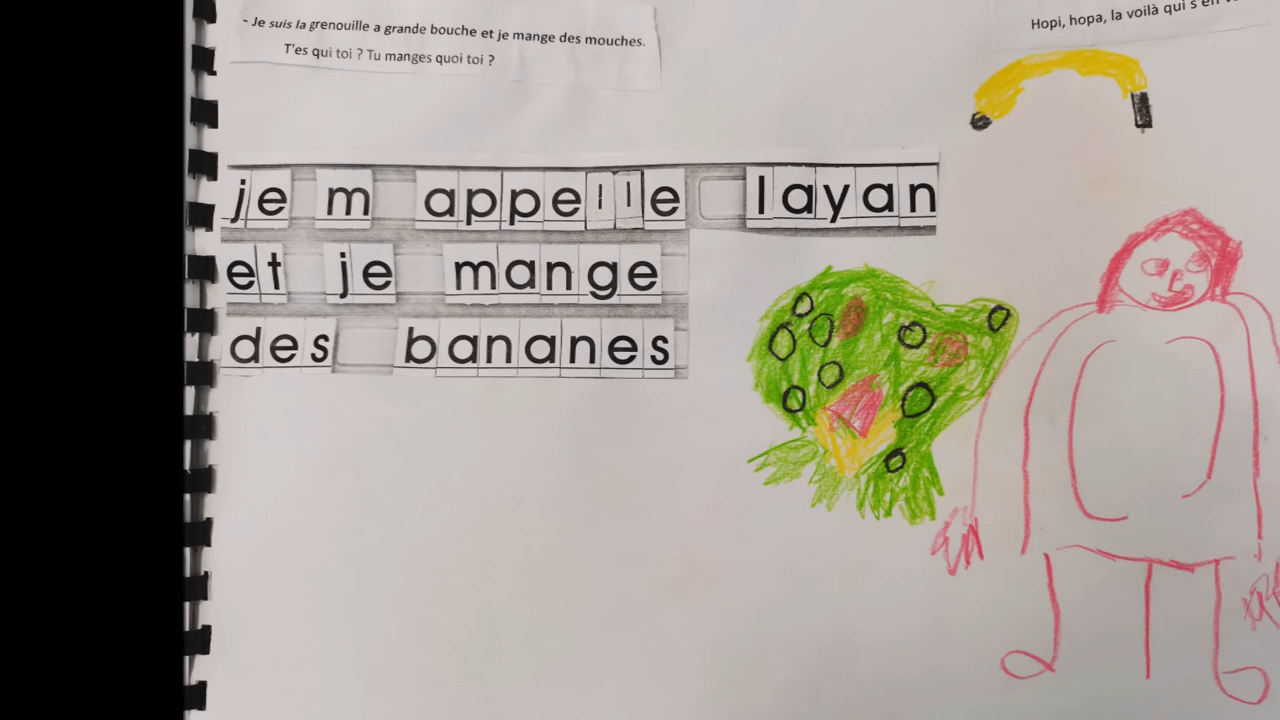 - Je suis la grenouille a grande bouche et je mange des mouches.
T'es qui toi ? Tu manges quoi toi ?
Hopi, hopa, la voilà qui s'en
je m appelle layan
et je mange
des bananes